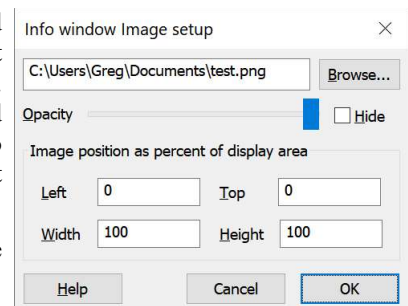 Info window Image setup
C:\Users\Greg\Documents\test.png Browse...
Opacity Hide
Image position as percent of display area
Left 0 Top 0
Width 100 Height 100
Help Cancel OK